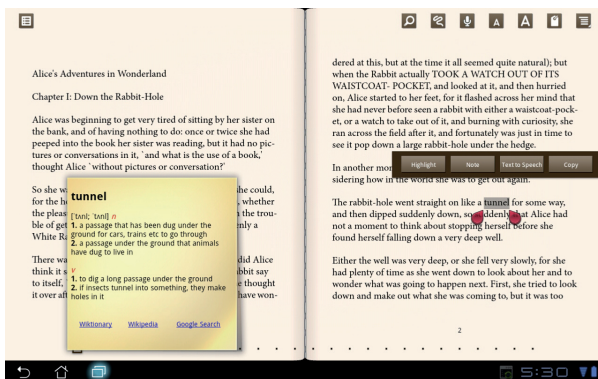 A
A
Alice's Adventures in Wonderland
Chapter I: Down the Rabbit-Hole
Alice was beginning to get very tired of sitting by her sister on
the bank, and of having nothing to do: once or twice she had
peeped into the book her sister was reading, but it had no pic-
tures or conversations in it, `and what is the use of a book,'
thought Alice `without pictures or conversation?'
So she wa
he could,
for the ho
, whether
the pleas
n the trou-
ble of get
enly a
White Ra
There wa
did Alice
think it s
abbit say
to itself, `
e thought
it over aft
have won-
tunnel
['tʌnl; 'tʌnl] n
1. a passage that has been dug under the
ground for cars, trains etc to go through
2. a passage under the ground that animals
have dug to live in
v
1. to dig a long passage under the ground
2. if insects tunnel into something, they make
holes in it
Wiktionary Wikipedia Google Search
dered at this, but at the time it all seemed quite natural); but
when the Rabbit actually TOOK A WATCH OUT OF ITS
WAISTCOAT- POCKET, and looked at it, and then hurried
on, Alice started to her feet, for it flashed across her mind that
she had never before seen a rabbit with either a waistcoat-pock-
et, or a watch to take out of it, and burning with curiosity, she
ran across the field after it, and fortunately was just in time to
see it pop down a large rabbit-hole under the hedge.
Highlight Note Text to Speech Copy
In another mo
sidering how in the world she was to get out again.
The rabbit-hole went straight on like a tunnel for some way,
and then dipped suddenly down, so suddenly that Alice had
not a moment to think about stopping herself before she
found herself falling down a very deep well.
Either the well was very deep, or she fell very slowly, for she
had plenty of time as she went down to look about her and to
wonder what was going to happen next. First, she tried to look
down and make out what she was coming to, but it was too
2
5:30